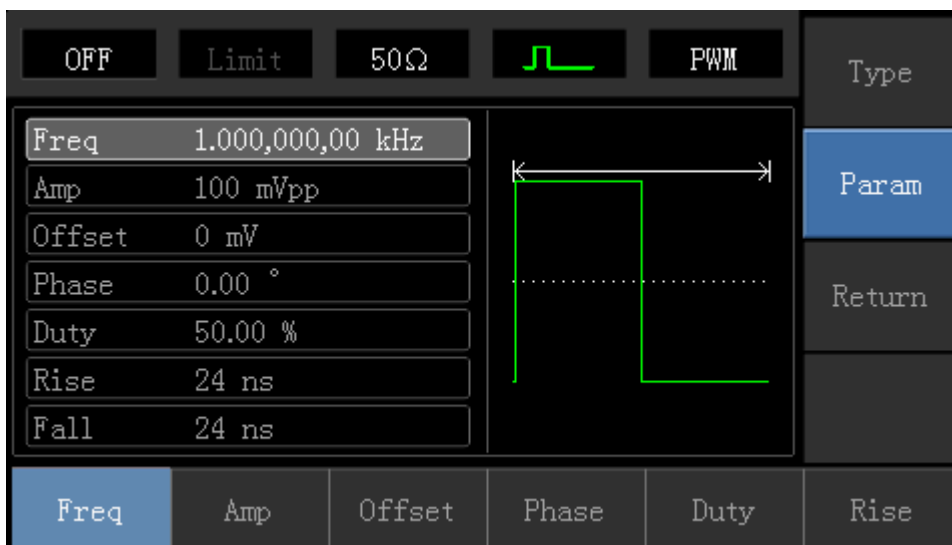 OFF Limit 50Ω PWM
Type
Freq 1.000,000,00 kHz
Amp 100 mVpp
Offset 0 mV
Phase 0.00 °
Duty 50.00 %
Rise 24 ns
Fall 24 ns
Param
Return
Freq Amp Offset Phase Duty Rise